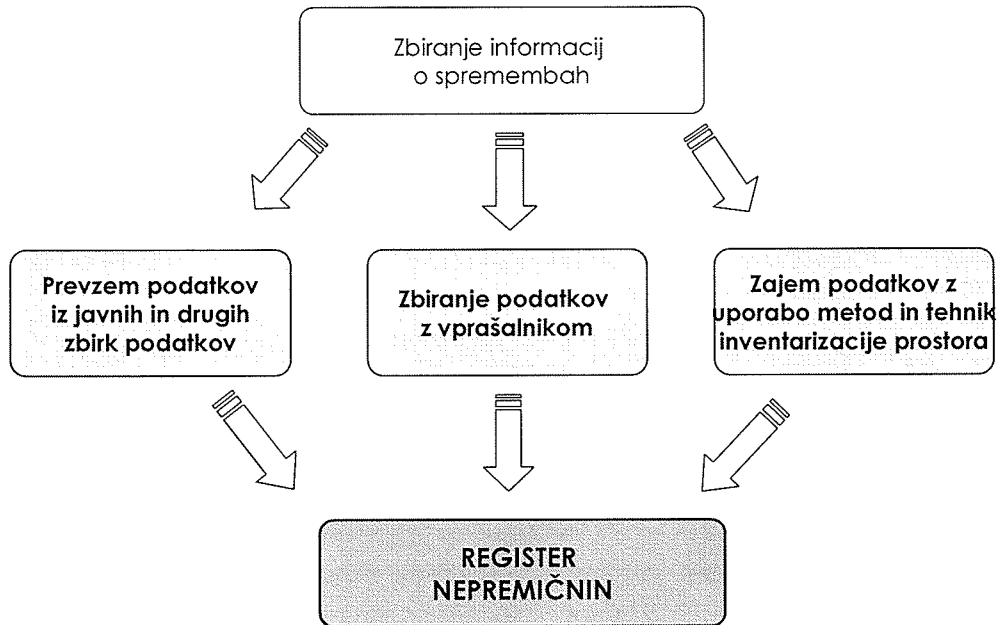 Zbiranje informacij
o spremembah
Prevzem podatkov
iz javnih in drugih
zbirk podatkov
Zbiranje podatkov
z vprašalnikom
Zajem podatkov z
uporabo metod in tehnik
inventarizacije prostora
REGISTER
NEPREMIČNIN